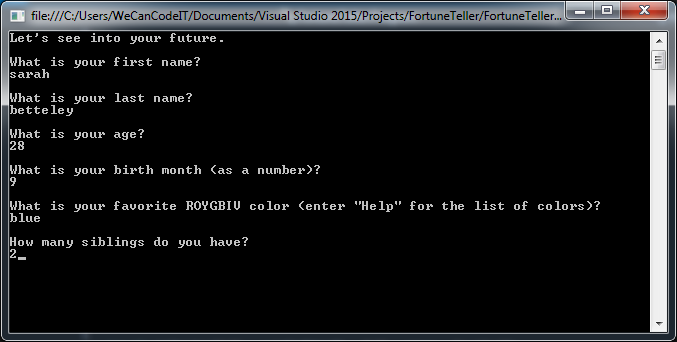 file:///C:/Users/WeCanCodeIT/Documents/Visual Studio 2015/Projects/FortuneTeller/FortuneTeller...
Let's see into your future.
What is your first name?
sarah
What is your last name?
betteley
What is your age?
28
What is your birth month (as a number)?
9
What is your favorite ROYGBIV color (enter "Help" for the list of colors)?
blue
How many siblings do you have?
2_